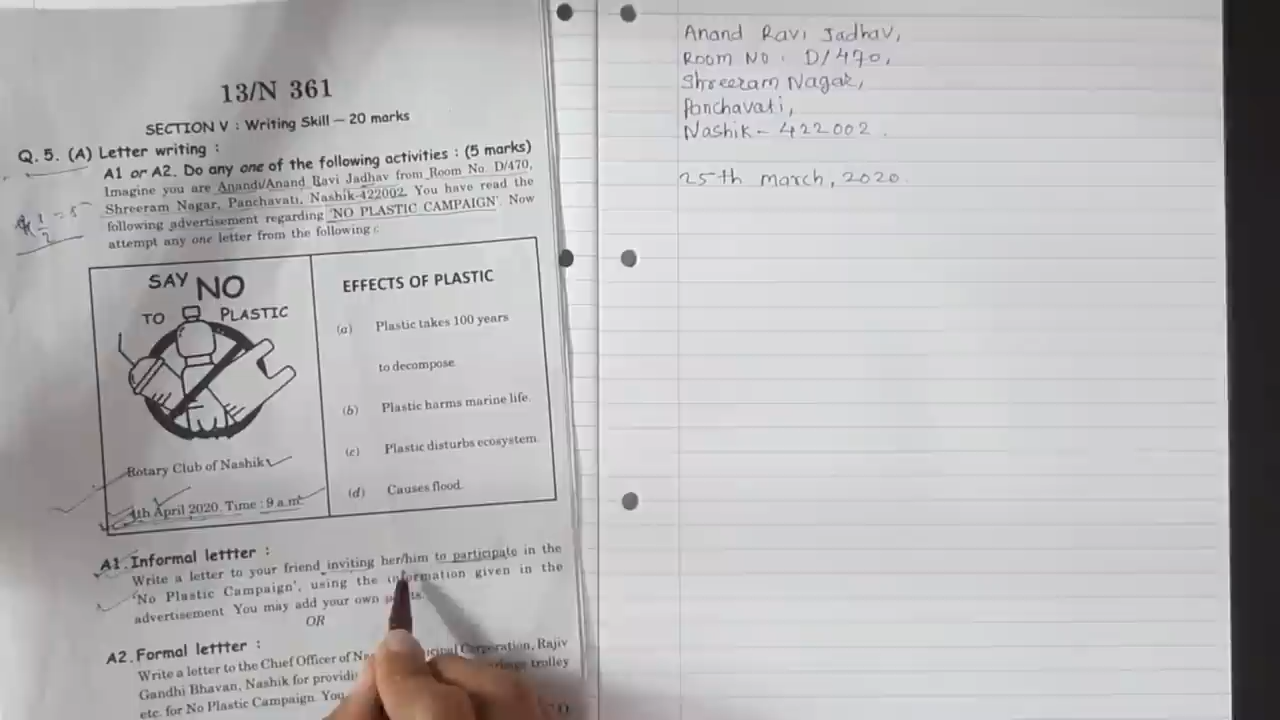 13/N 361
SECTION V : Writing Skill – 20 marks
Q. 5. (A) Letter writing :
A1 or A2. Do any one of the following activities : (5 marks)
Imagine you are Anandi/Anand Ravi Jadhav from Room No. D/470,
Shreeram Nagar, Panchavati, Nashik-422002. You have read the
following advertisement regarding 'NO PLASTIC CAMPAIGN'. Now
attempt any one letter from the following :
SAY NO
TO PLASTIC
Rotary Club of Nashik
4th April 2020. Time : 9 a.m.
EFFECTS OF PLASTIC
(a) Plastic takes 100 years
to decompose
(b) Plastic harms marine life.
(c) Plastic disturbs ecosystem.
(d) Causes flood.
A1. Informal lettter :
Write a letter to your friend inviting her/him to participate in the
'No Plastic Campaign', using the information given in the
advertisement You may add your own
OR
A2. Formal lettter :
Write a letter to the Chief Officer of Corporation, Rajiv
Gandhi Bhavan, Nashik for trolley
etc. for No Plastic Campaign. You
Anand Ravi Jadhav,
Room No. D/470,
Shreeram Nagar,
Panchavati,
Nashik - 422002.
25th march, 2020.